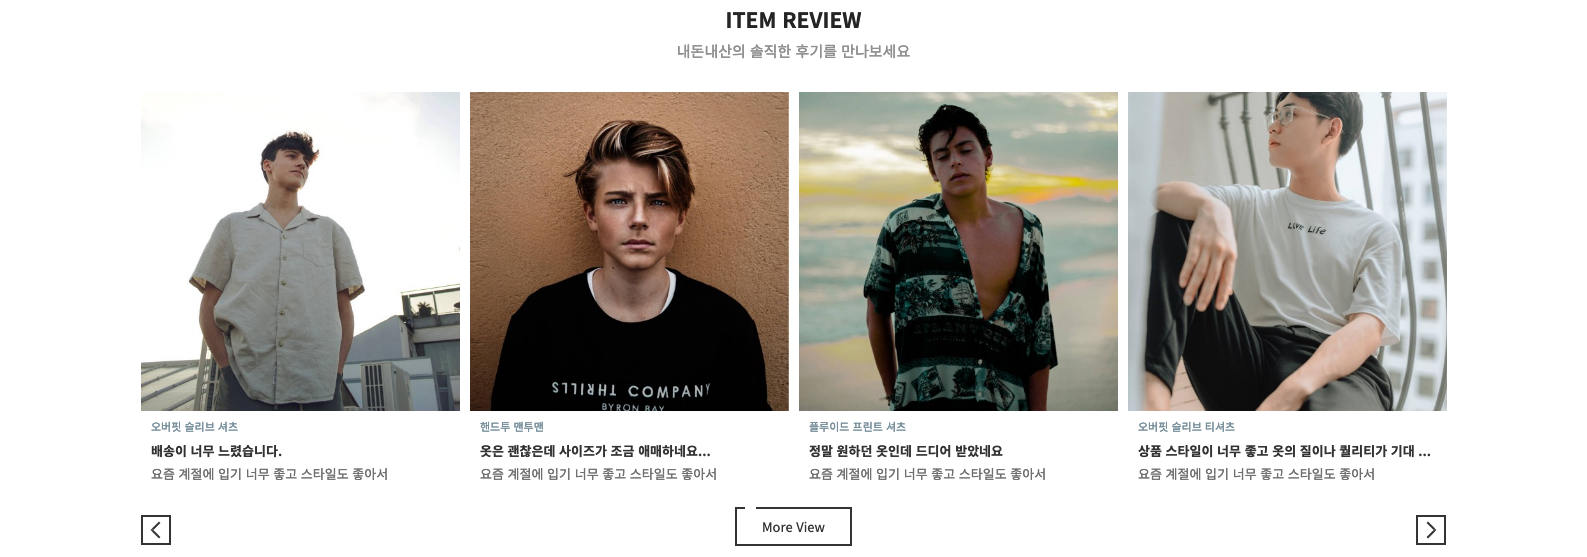 ITEM REVIEW
내돈내산의 솔직한 후기를 만나보세요
Live Life
THRILLS COMPANY
BYRON BAY
오버핏 슬리브 셔츠
배송이 너무 느렸습니다.
요즘 계절에 입기 너무 좋고 스타일도 좋아서
핸드투 맨투맨
옷은 괜찮은데 사이즈가 조금 애매하네요...
요즘 계절에 입기 너무 좋고 스타일도 좋아서
플루이드 프린트 셔츠
정말 원하던 옷인데 드디어 받았네요
요즘 계절에 입기 너무 좋고 스타일도 좋아서
오버핏 슬리브 티셔츠
상품 스타일이 너무 좋고 옷의 질이나 퀄리티가 기대 ...
요즘 계절에 입기 너무 좋고 스타일도 좋아서
More View